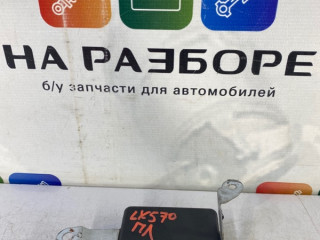 НА РАЗБОРЕ
б/у запчасти для автомобилей
LX570
ПЛ